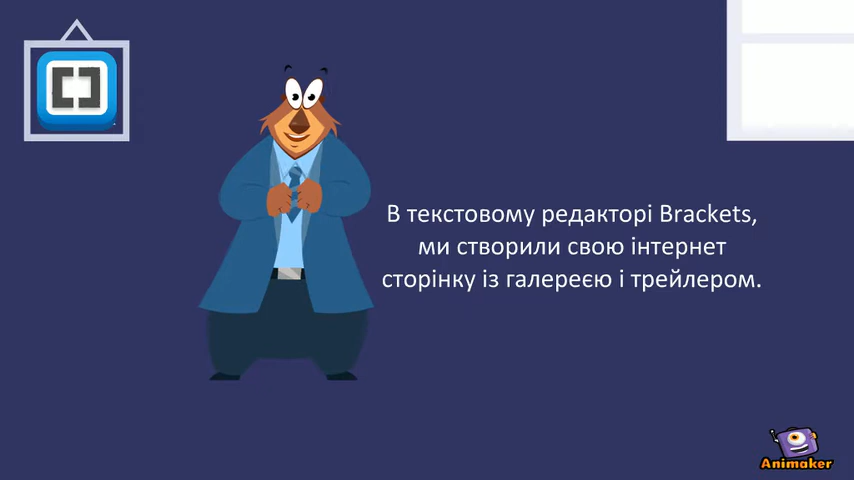 В текстовому редакторі Brackets,
ми створили свою інтернет
сторінку із галереєю і трейлером.
Animaker